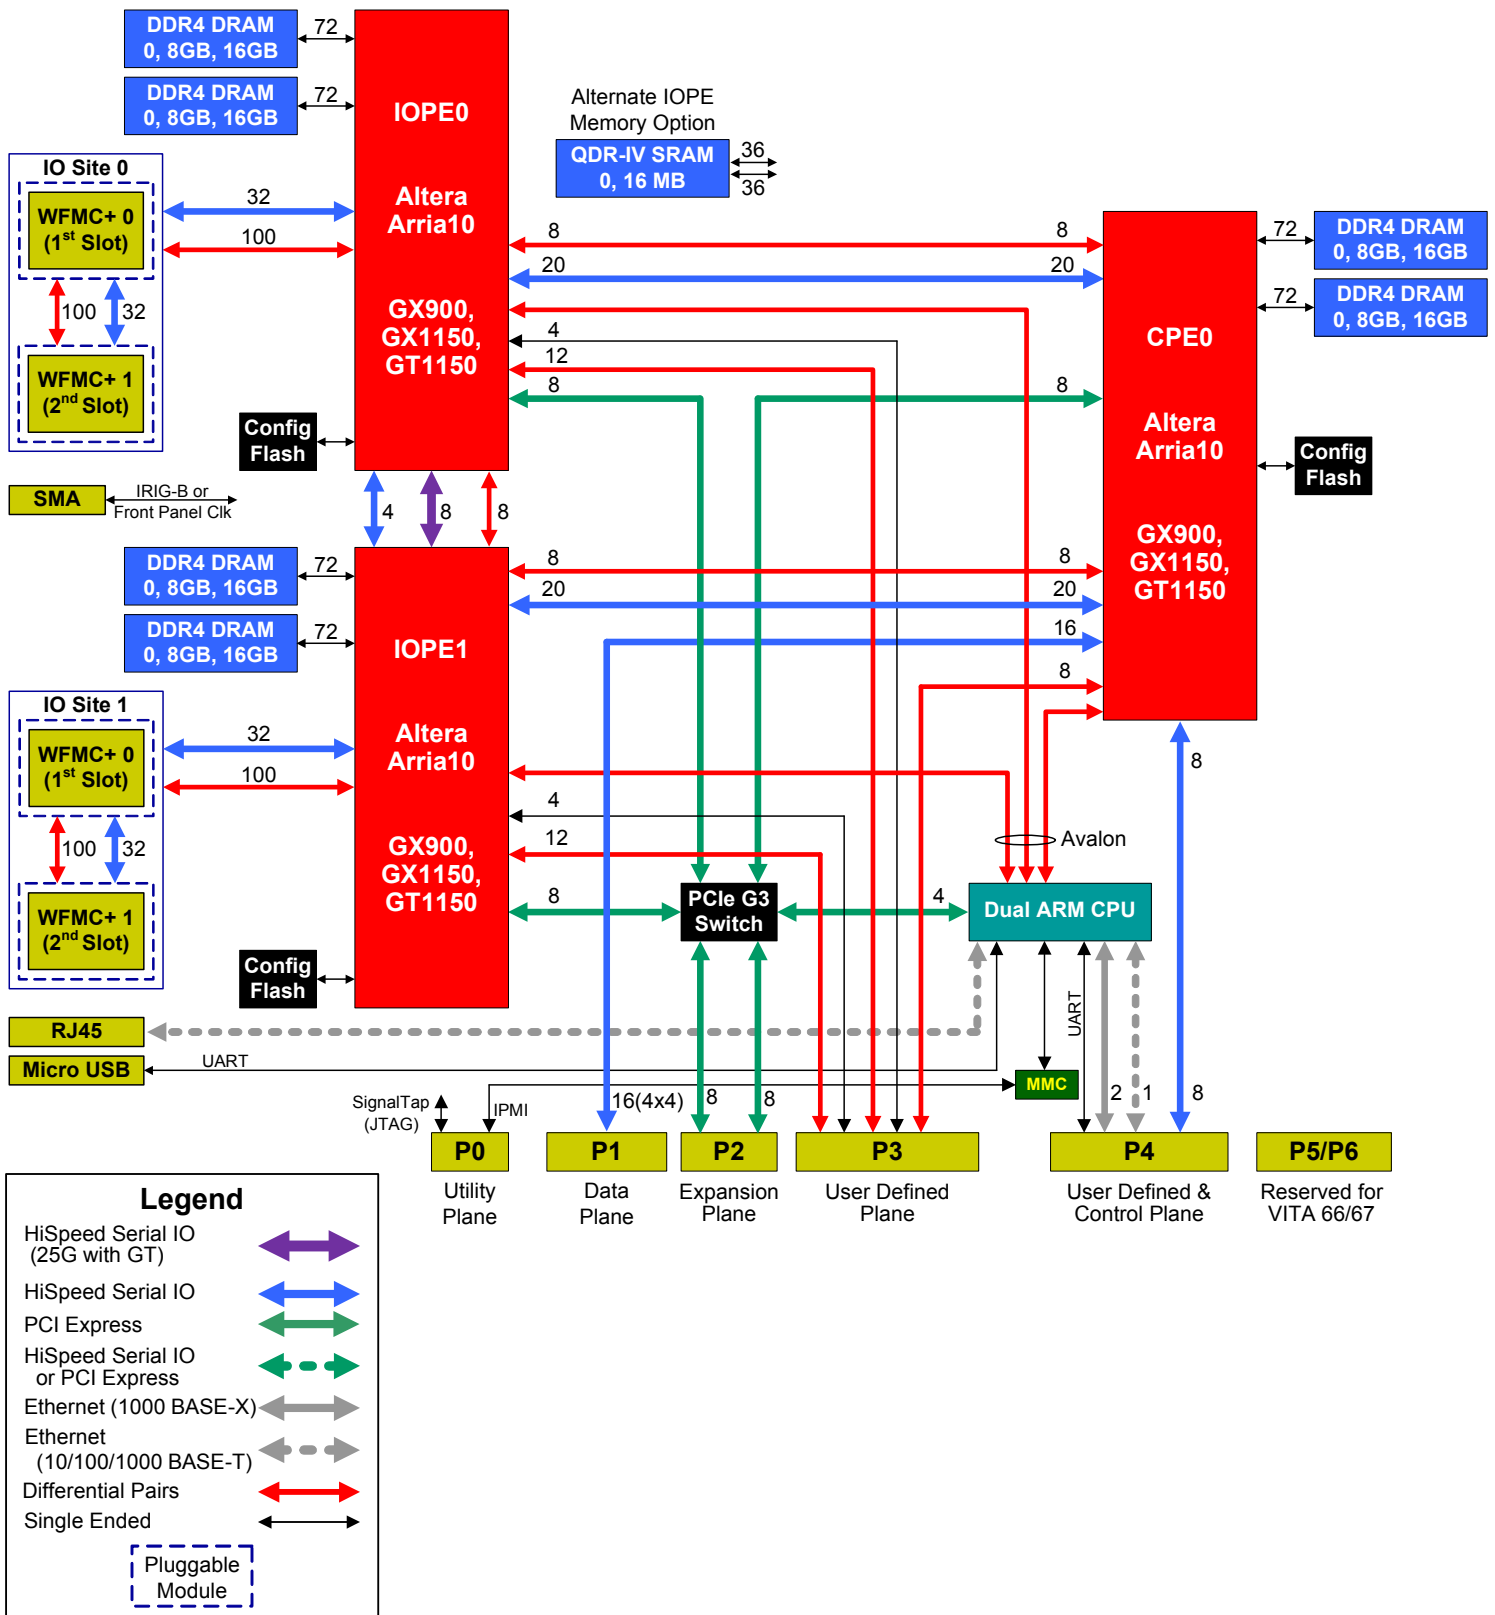 DDR4 DRAM
0, 8GB, 16GB
72
DDR4 DRAM
0, 8GB, 16GB
72
IOPE0
Altera
Arria10
GX900,
GX1150,
GT1150
Alternate IOPE
Memory Option
QDR-IV SRAM
0, 16 MB
36
36
IO Site 0
WFMC+ 0
(1st Slot)
100
32
WFMC+ 1
(2nd Slot)
32
100
Config
Flash
SMA
IRIG-B or
Front Panel Clk
8
8
20
20
4
12
8
8
CPE0
Altera
Arria10
GX900,
GX1150,
GT1150
72
DDR4 DRAM
0, 8GB, 16GB
72
DDR4 DRAM
0, 8GB, 16GB
Config
Flash
4
8
8
DDR4 DRAM
0, 8GB, 16GB
72
DDR4 DRAM
0, 8GB, 16GB
72
IOPE1
Altera
Arria10
GX900,
GX1150,
GT1150
8
8
20
20
16
8
8
IO Site 1
WFMC+ 0
(1st Slot)
100
32
WFMC+ 1
(2nd Slot)
32
100
Config
Flash
4
12
8
PCIe G3
Switch
4
Avalon
Dual ARM CPU
RJ45
Micro USB
UART
UART
MMC
SignalTap
(JTAG)
IPMI
16(4x4)
8
8
2
1
8
P0
P1
P2
P3
P4
P5/P6
Utility
Plane
Data
Plane
Expansion
Plane
User Defined
Plane
User Defined &
Control Plane
Reserved for
VITA 66/67
Legend
HiSpeed Serial IO
(25G with GT)
HiSpeed Serial IO
PCI Express
HiSpeed Serial IO
or PCI Express
Ethernet (1000 BASE-X)
Ethernet
(10/100/1000 BASE-T)
Differential Pairs
Single Ended
Pluggable
Module